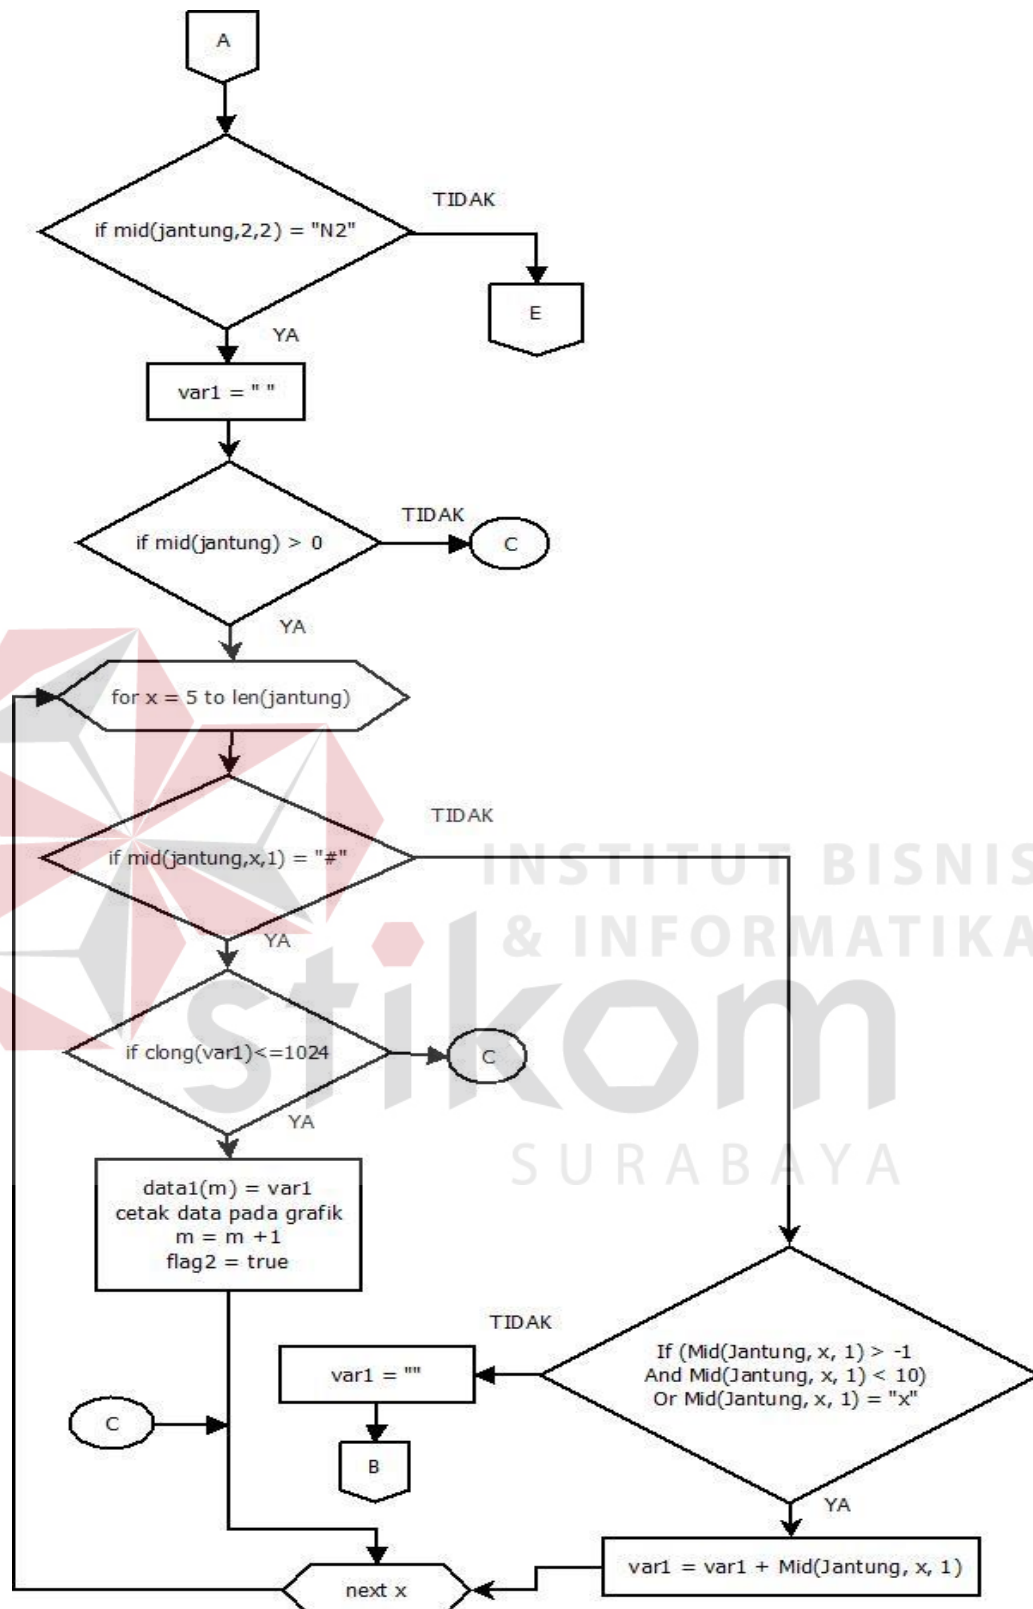 A
if mid(jantung,2,2) = "N2"
TIDAK
E
YA
var1 = " "
if mid(jantung) > 0
TIDAK
C
YA
for x = 5 to len(jantung)
if mid(jantung,x,1) = "#"
TIDAK
YA
if clong(var1)<=1024
C
YA
data1(m) = var1
cetak data pada grafik
m = m +1
flag2 = true
If (Mid(Jantung, x, 1) > -1
And Mid(Jantung, x, 1) < 10)
Or Mid(Jantung, x, 1) = "x"
TIDAK
var1 = ""
B
C
YA
var1 = var1 + Mid(Jantung, x, 1)
next x
INSTITUT BISNIS
& INFORMATIKA
stikom
SURABAYA